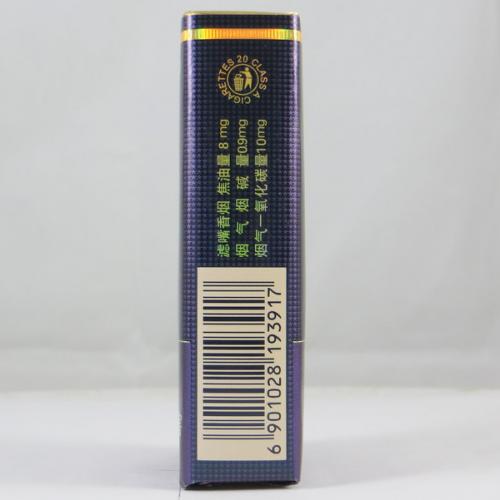 20 CLASS A CIGARETTES
滤嘴香烟 焦油量 8 mg
烟气烟碱量0.9mg
烟气一氧化碳量10mg
6 901028 193917